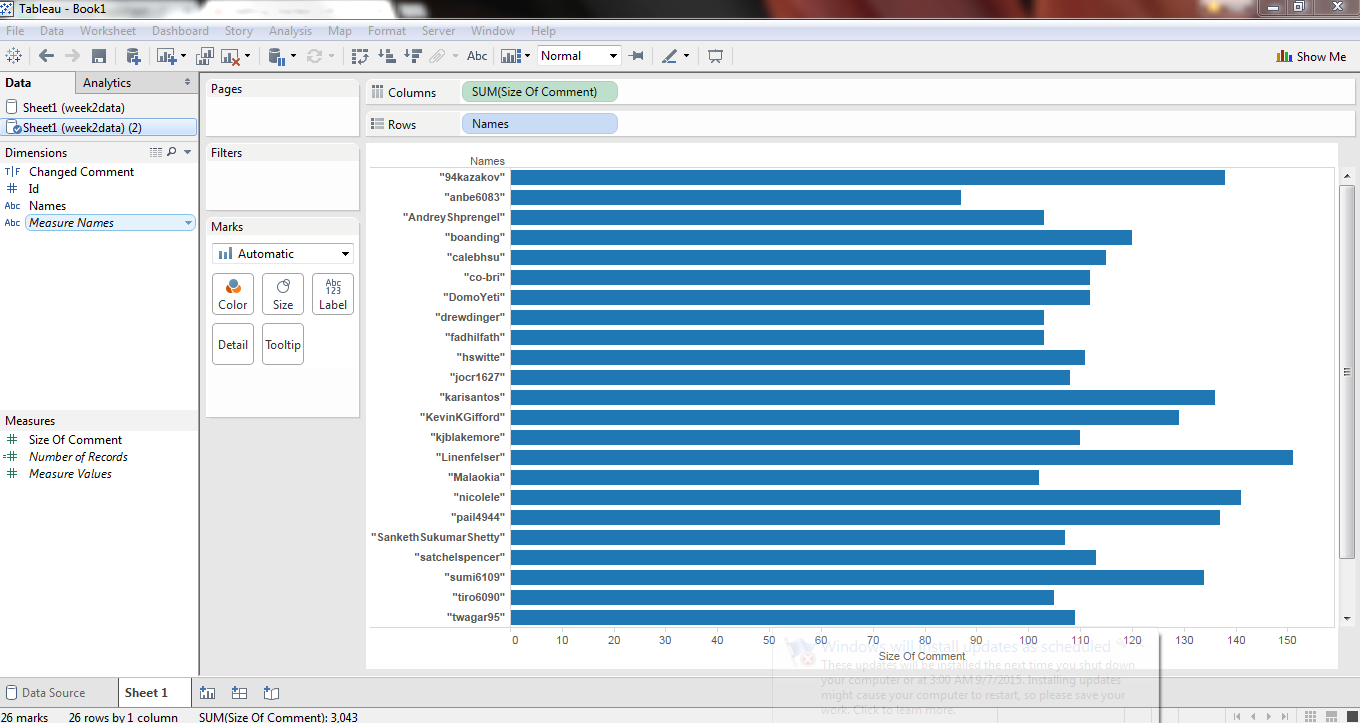 Tableau - Book1
File Data Worksheet Dashboard Story Analysis Map Format Server Window Help
Abc Normal Show Me
Data Analytics
Sheet1 (week2data)
Sheet1 (week2data) (2)
Dimensions
T|F Changed Comment
# Id
Abc Names
Abc Measure Names
Measures
# Size Of Comment
=# Number of Records
# Measure Values
Pages
Filters
Marks
Automatic
Color Size Abc 123 Label
Detail Tooltip
Columns SUM(Size Of Comment)
Rows Names
Names
"94kazakov"
"anbe6083"
"AndreyShprengel"
"boanding"
"calebhsu"
"co-bri"
"DomoYeti"
"drewdinger"
"fadhilfath"
"hswitte"
"jocr1627"
"karisantos"
"KevinKGifford"
"kjblakemore"
"Linenfelser"
"Malaokia"
"nicolele"
"pail4944"
"SankethSukumarShetty"
"satchelspencer"
"sumi6109"
"tiro6090"
"twagar95"
0 10 20 30 40 50 60 70 80 90 100 110 120 130 140 150
Size Of Comment
Windows will install updates as scheduled
These updates will be installed the next time you shut down
your computer or at 3:00 AM 9/7/2015. Installing updates
might cause your computer to restart, so please save your
work. Click to learn more.
Data Source Sheet 1
26 marks 26 rows by 1 column SUM(Size Of Comment): 3,043